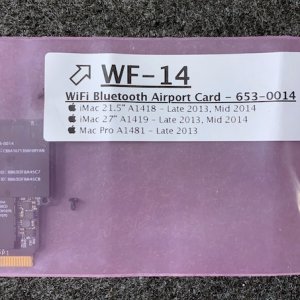 WF-14
WiFi Bluetooth Airport Card – 653-0014
iMac 21.5" A1418 – Late 2013, Mid 2014
iMac 27" A1419 – Late 2013, Mid 2014
Mac Pro A1481 – Late 2013